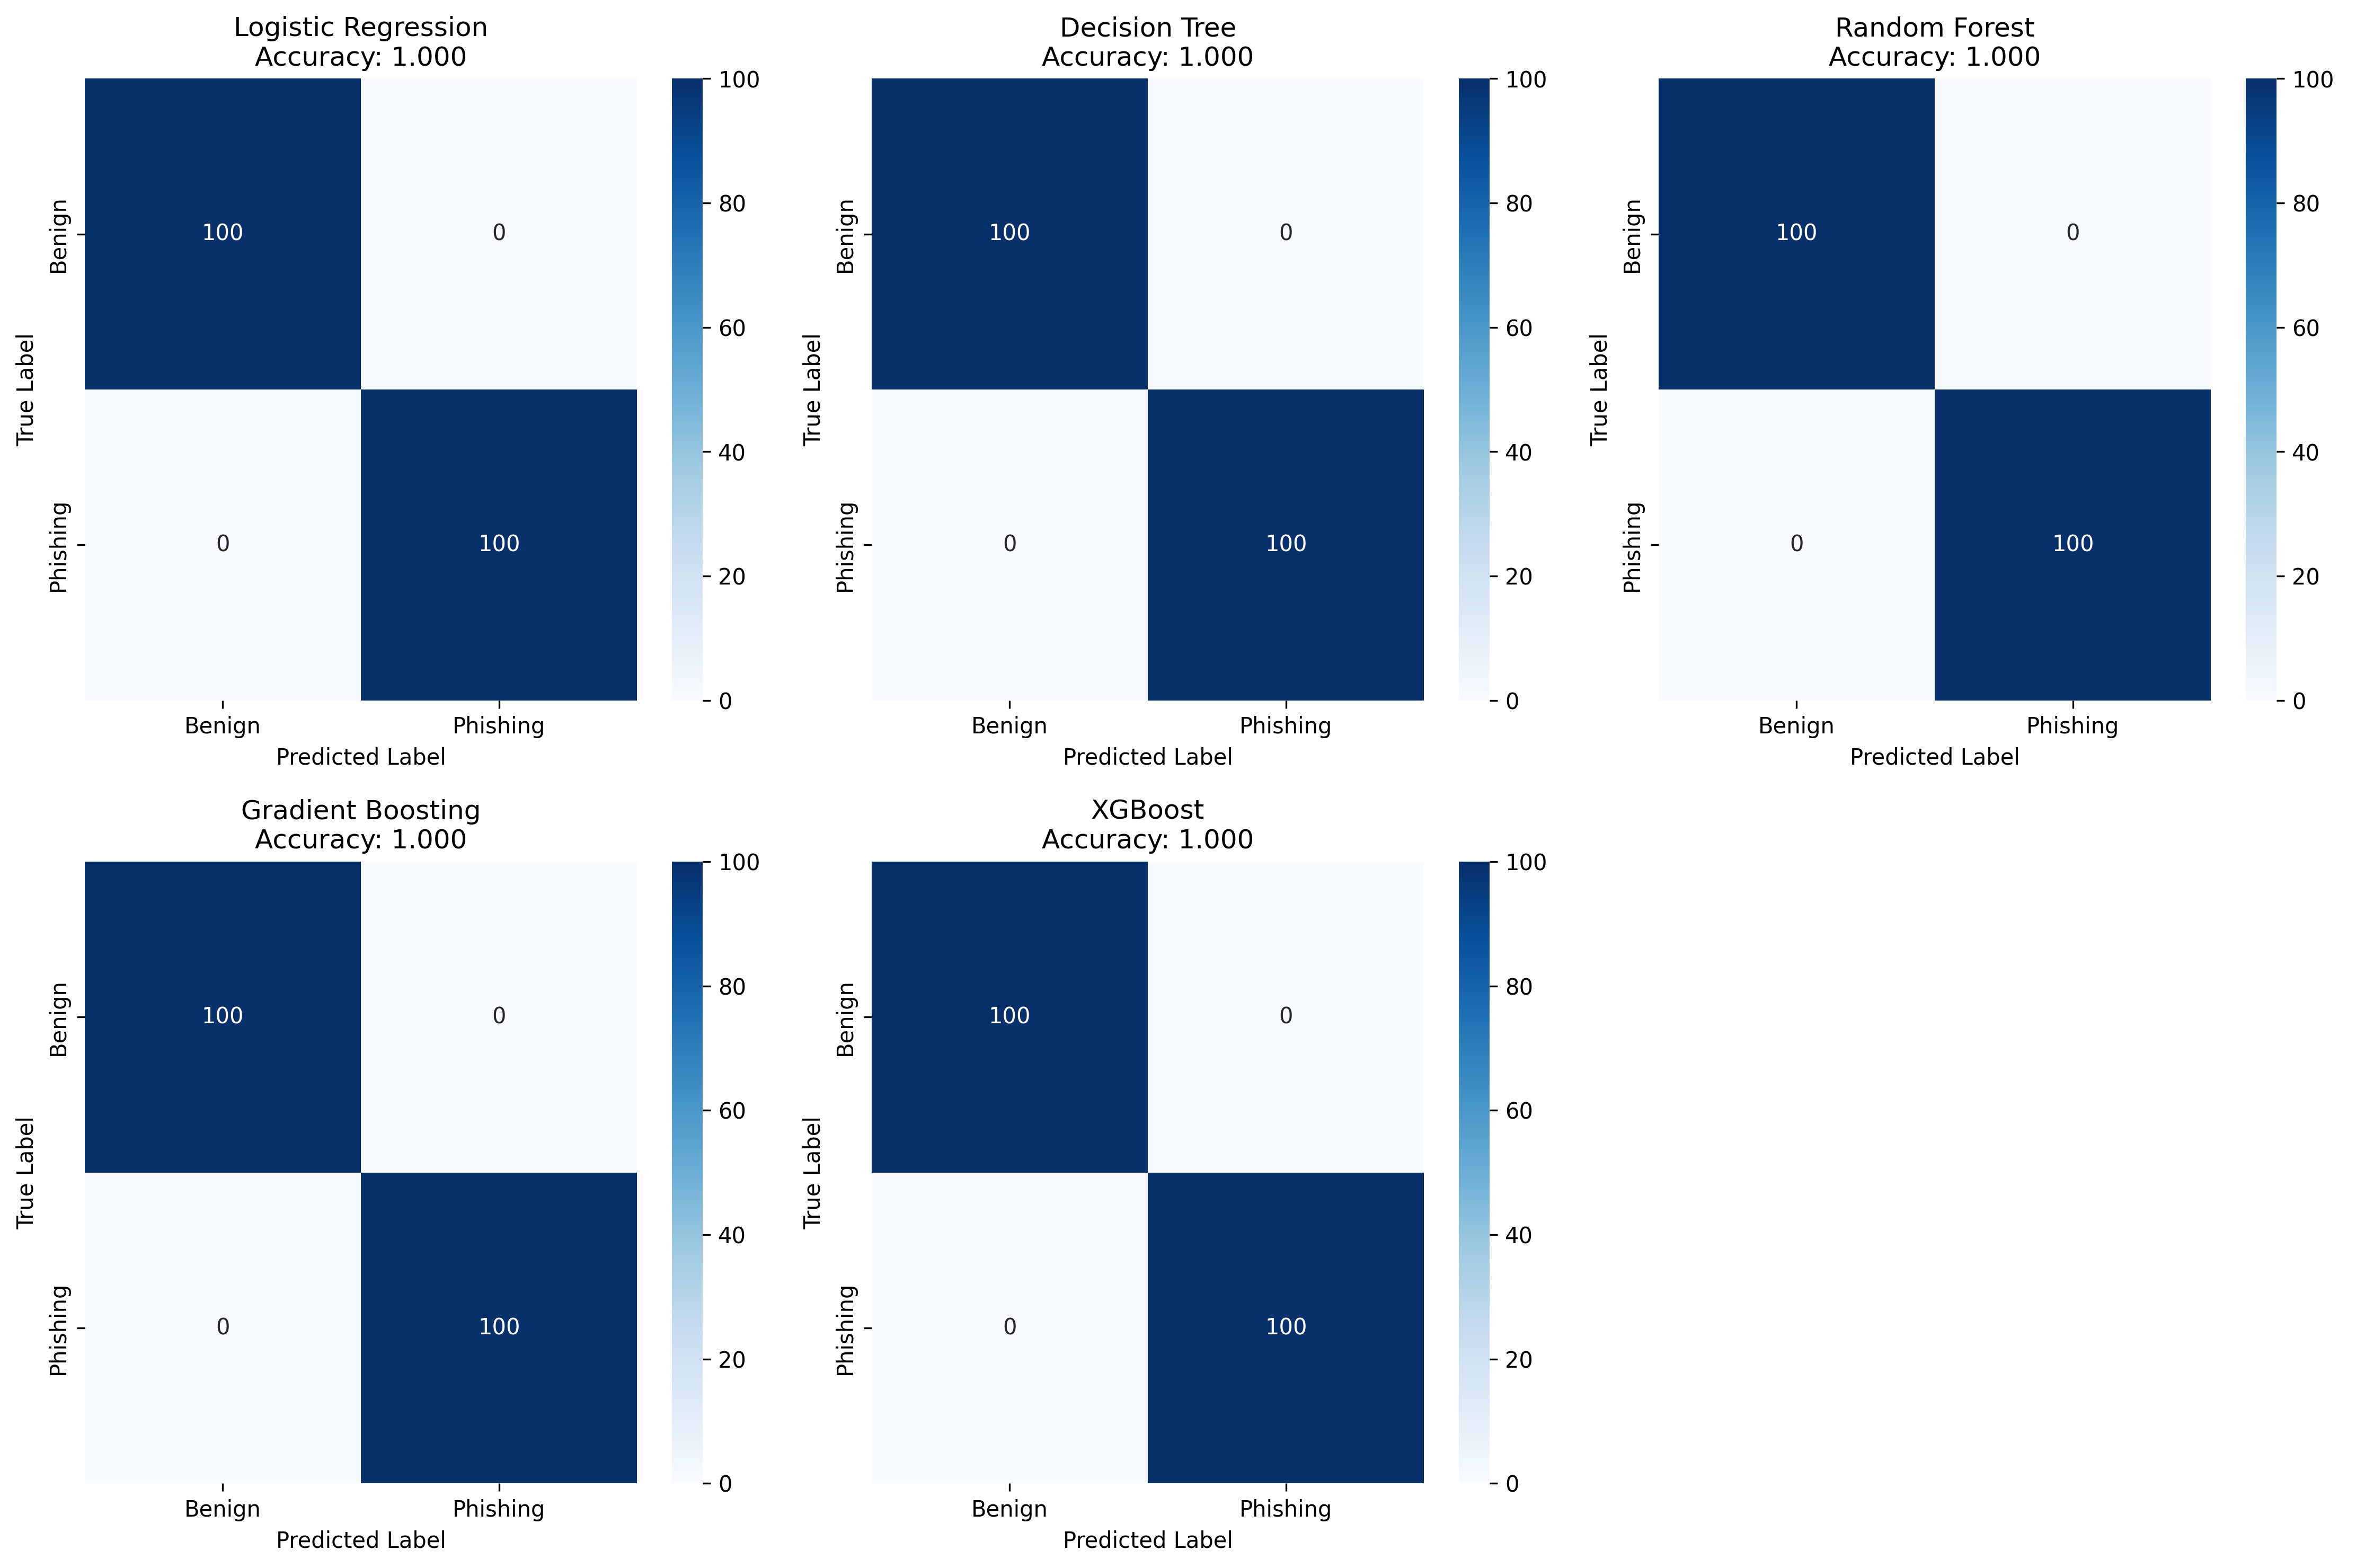 Logistic Regression
Accuracy: 1.000
100
0
0
100
Benign
Phishing
True Label
Benign
Phishing
Predicted Label
100
80
60
40
20
0
Decision Tree
Accuracy: 1.000
100
0
0
100
Benign
Phishing
True Label
Benign
Phishing
Predicted Label
100
80
60
40
20
0
Random Forest
Accuracy: 1.000
100
0
0
100
Benign
Phishing
True Label
Benign
Phishing
Predicted Label
100
80
60
40
20
0
Gradient Boosting
Accuracy: 1.000
100
0
0
100
Benign
Phishing
True Label
Benign
Phishing
Predicted Label
100
80
60
40
20
0
XGBoost
Accuracy: 1.000
100
0
0
100
Benign
Phishing
True Label
Benign
Phishing
Predicted Label
100
80
60
40
20
0